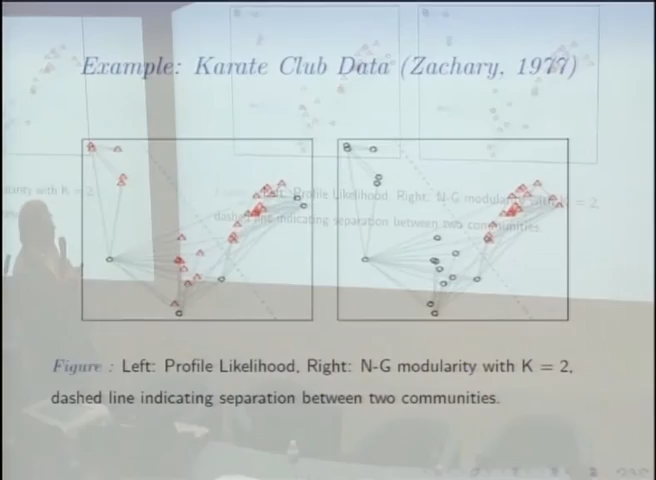 Example: Karate Club Data (Zachary, 1977)
Figure : Left: Profile Likelihood, Right: N-G modularity with K = 2,
dashed line indicating separation between two communities.